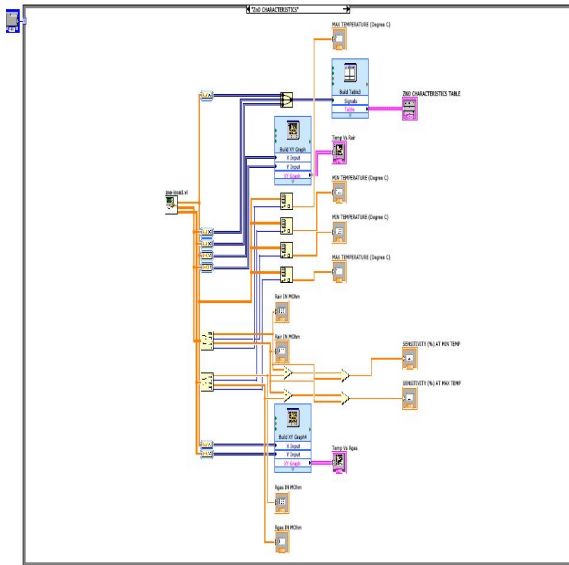 "ZnO CHARACTERISTICS"
MAX TEMPERATURE (Degree C)
Build Table2
Signals
Table
ZNO CHARACTERISTICS TABLE
Build XY Graph
X Input
Y Input
XY Graph
Temp Vs Rair
MIN TEMPERATURE (Degree C)
MIN TEMPERATURE (Degree C)
MAX TEMPERATURE (Degree C)
Rair IN MOhm
Rair IN MOhm
SENSITIVITY (%) AT MIN TEMP
SENSITIVITY (%) AT MAX TEMP
Build XY Graph4
X Input
Y Input
XY Graph
Temp Vs Rgas
Rgas IN MOhm
Rgas IN MOhm